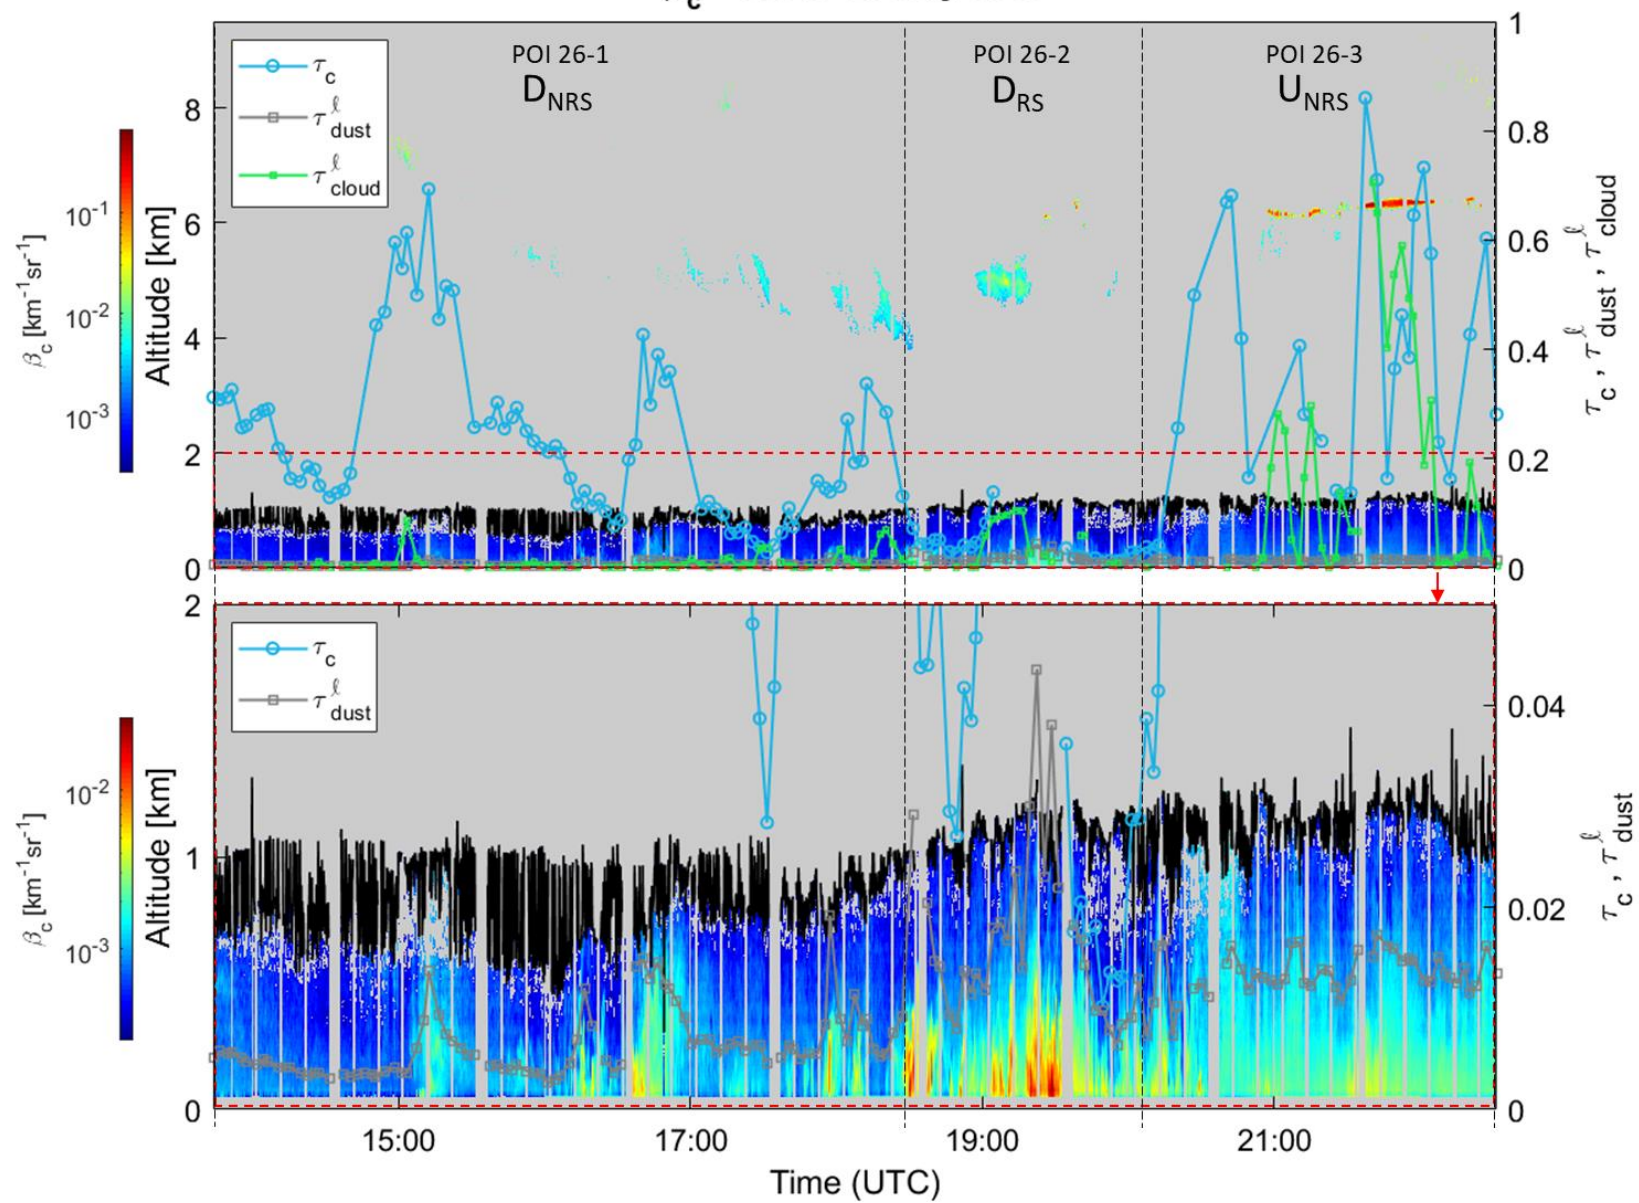 POI 26-1
D_NRS
POI 26-2
D_RS
POI 26-3
U_NRS
τ_c
τ^ℓ_dust
τ^ℓ_cloud
8
6
4
2
0
Altitude [km]
10^-1
10^-2
10^-3
β_c [km^-1sr^-1]
1
0.8
0.6
0.4
0.2
0
τ_c , τ^ℓ_dust , τ^ℓ_cloud
τ_c
τ^ℓ_dust
2
1
0
Altitude [km]
10^-2
10^-3
β_c [km^-1sr^-1]
0.04
0.02
0
τ_c , τ^ℓ_dust
15:00
17:00
19:00
21:00
Time (UTC)